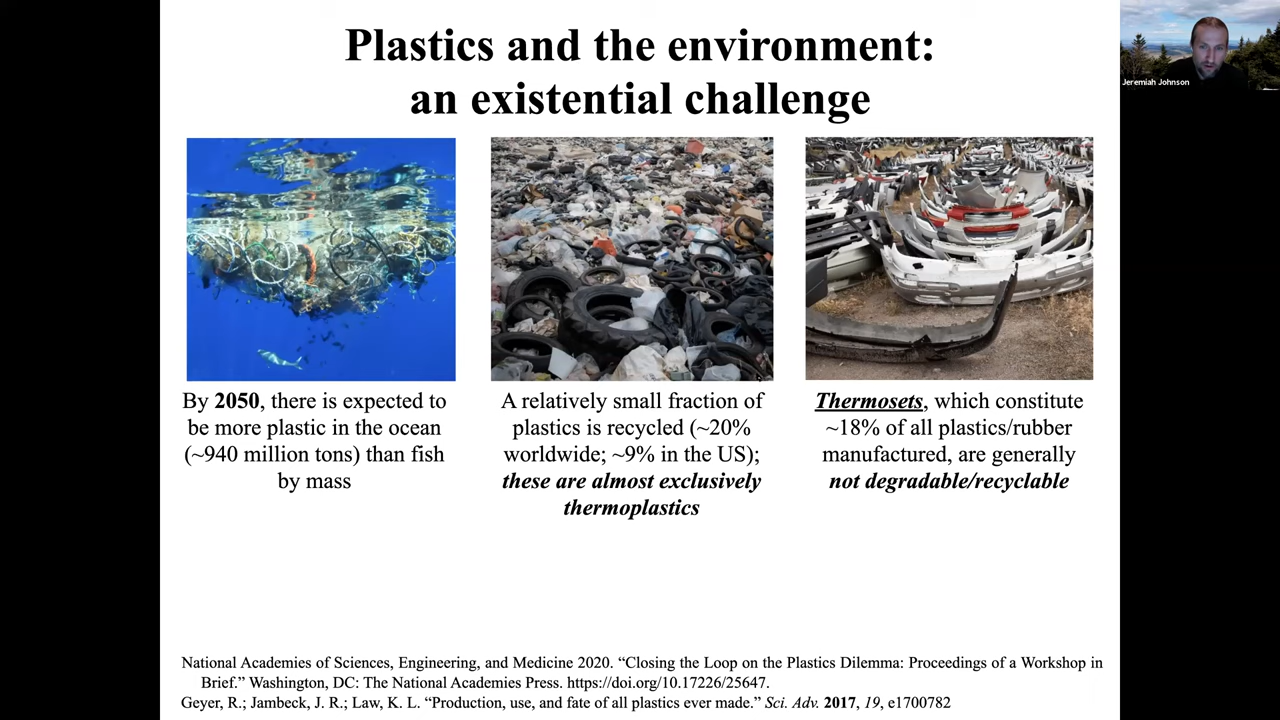 Plastics and the environment:
an existential challenge
Jeremiah Johnson
By 2050, there is expected to
be more plastic in the ocean
(~940 million tons) than fish
by mass
A relatively small fraction of
plastics is recycled (~20%
worldwide; ~9% in the US);
these are almost exclusively
thermoplastics
Thermosets, which constitute
~18% of all plastics/rubber
manufactured, are generally
not degradable/recyclable
National Academies of Sciences, Engineering, and Medicine 2020. “Closing the Loop on the Plastics Dilemma: Proceedings of a Workshop in
Brief.” Washington, DC: The National Academies Press. https://doi.org/10.17226/25647.
Geyer, R.; Jambeck, J. R.; Law, K. L. “Production, use, and fate of all plastics ever made.” Sci. Adv. 2017, 19, e1700782